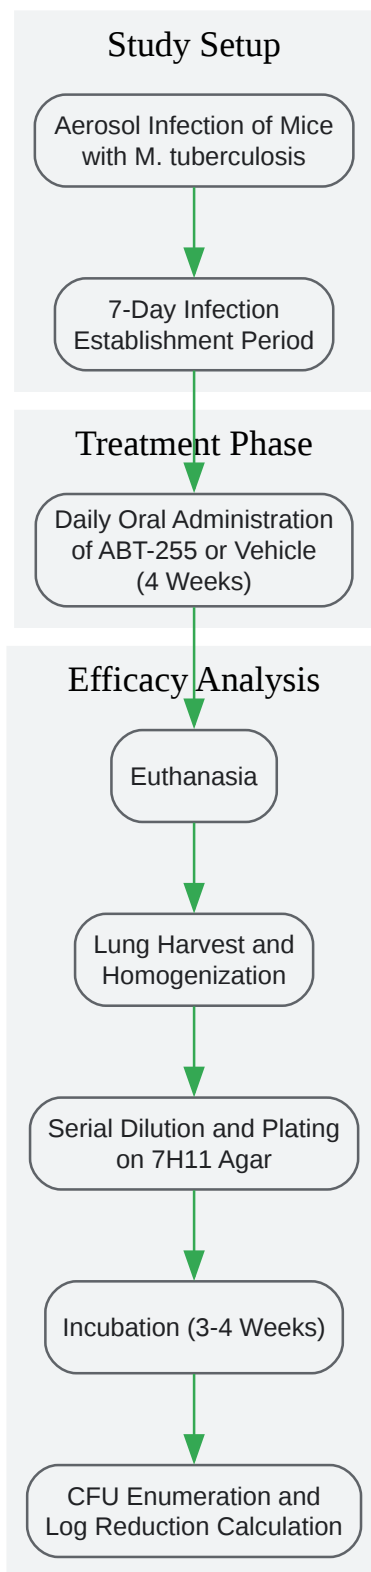 Study Setup
Aerosol Infection of Mice
with M. tuberculosis
7-Day Infection
Establishment Period
Treatment Phase
Daily Oral Administration
of ABT-255 or Vehicle
(4 Weeks)
Efficacy Analysis
Euthanasia
Lung Harvest and
Homogenization
Serial Dilution and Plating
on 7H11 Agar
Incubation (3-4 Weeks)
CFU Enumeration and
Log Reduction Calculation